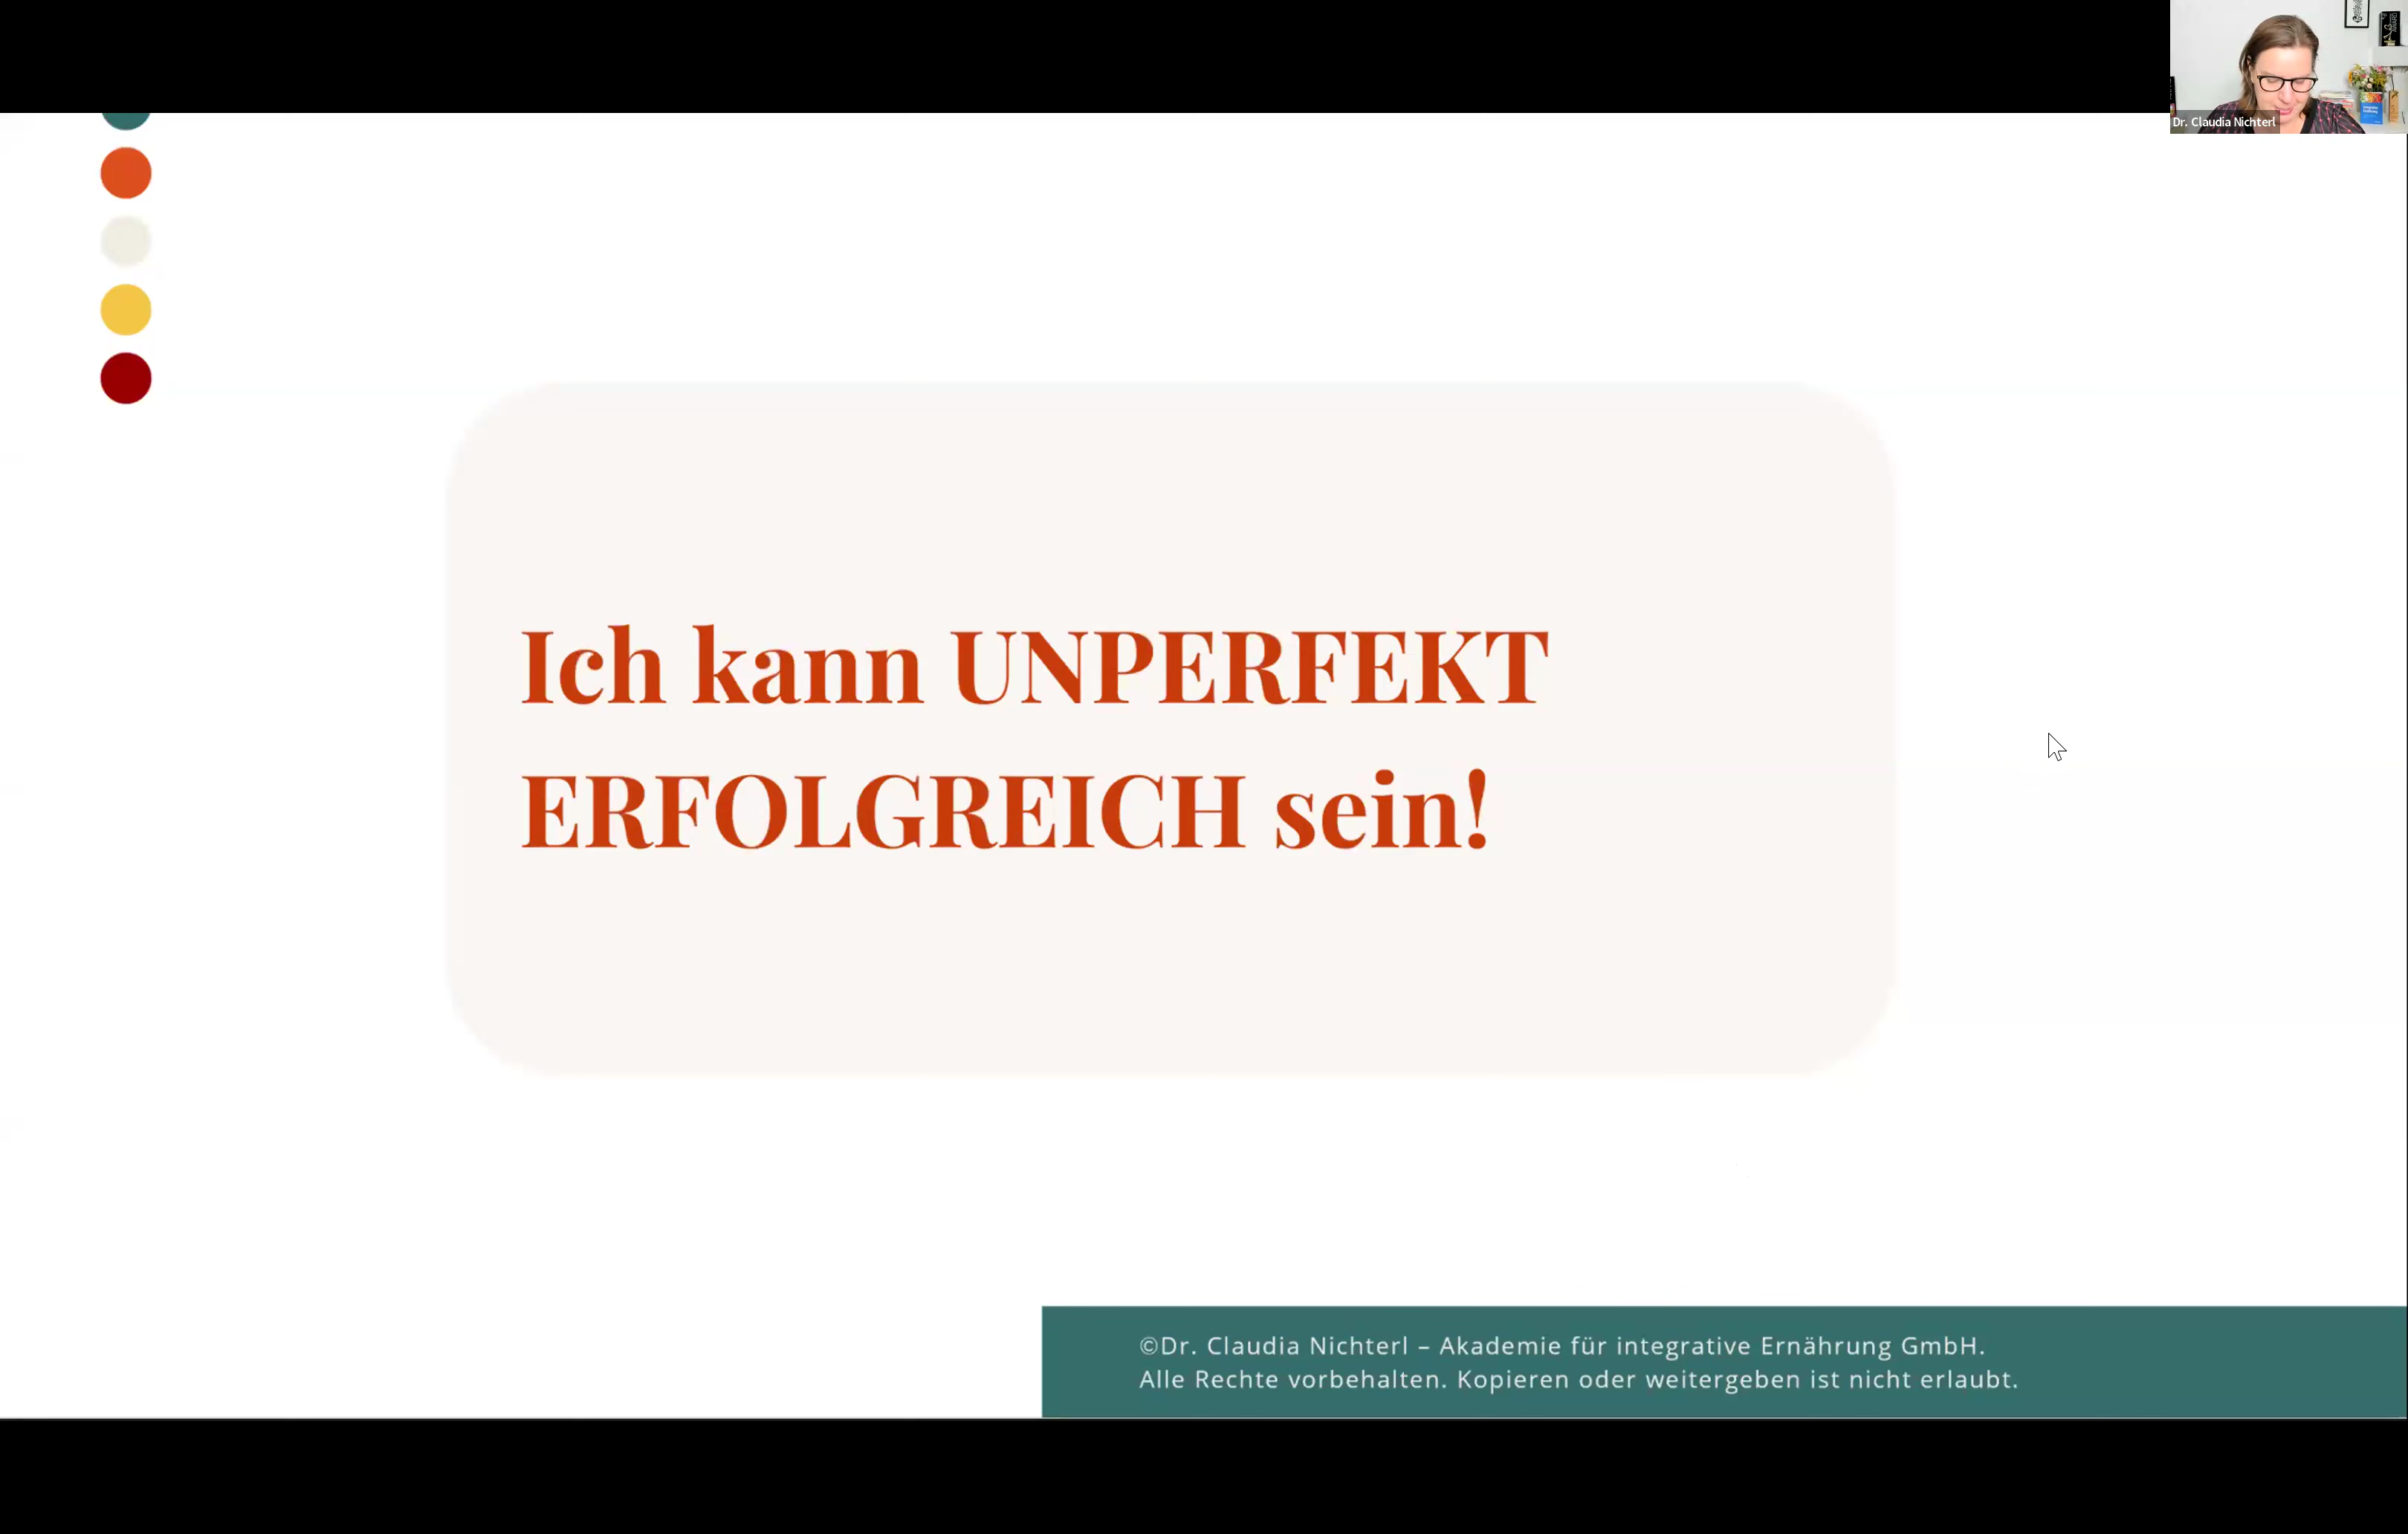 Dr. Claudia Nichterl
Ich kann UNPERFEKT
ERFOLGREICH sein!
©Dr. Claudia Nichterl – Akademie für integrative Ernährung GmbH.
Alle Rechte vorbehalten. Kopieren oder weitergeben ist nicht erlaubt.